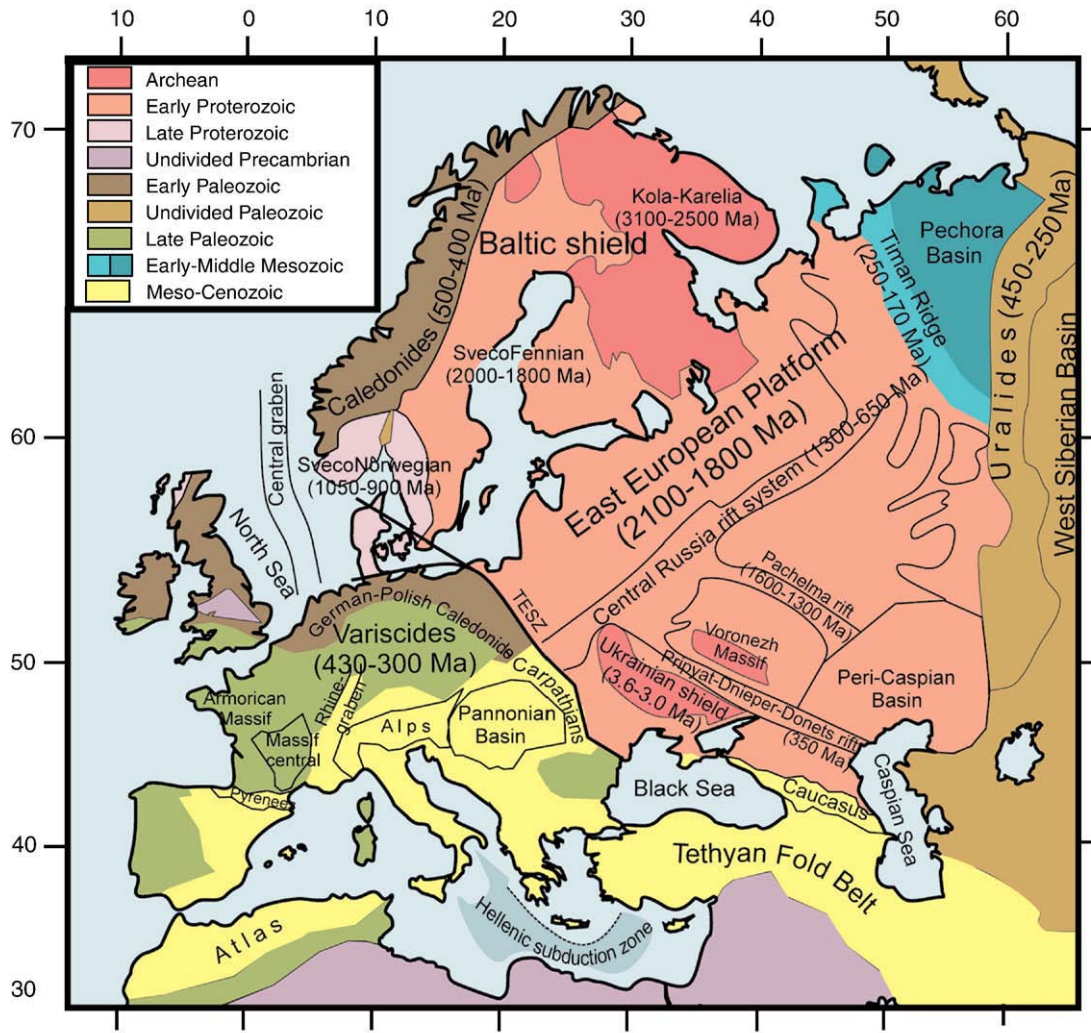 10 0 10 20 30 40 50 60
Archean
Early Proterozoic
Late Proterozoic
Undivided Precambrian
Early Paleozoic
Undivided Paleozoic
Late Paleozoic
Early-Middle Mesozoic
Meso-Cenozoic
70
60
50
40
30
Kola-Karelia
(3100-2500 Ma)
Baltic shield
Pechora
Basin
Timan Ridge
(250-170 Ma)
Uralides (450-250 Ma)
West Siberian Basin
Caledonides (500-400 Ma)
SvecoFennian
(2000-1800 Ma)
East European Platform
(2100-1800 Ma)
Central Russia rift system (1300-650 Ma)
Central graben
SvecoNorwegian
(1050-900 Ma)
North Sea
Pachelma rift
(1600-1300 Ma)
TESZ
German-Polish Caledonide
Variscides
(430-300 Ma)
Voronezh
Massif
Ukrainian shield
(3.6-3.0 Ma)
Pripyat-Dnieper-Donets rift
(350 Ma)
Peri-Caspian
Basin
Armorican
Massif
Rhine-
graben
Carpathians
Massif
central
Alps
Pannonian
Basin
Pyrenees
Black Sea
Caucasus
Caspian Sea
Tethyan Fold Belt
Atlas
Hellenic subduction zone